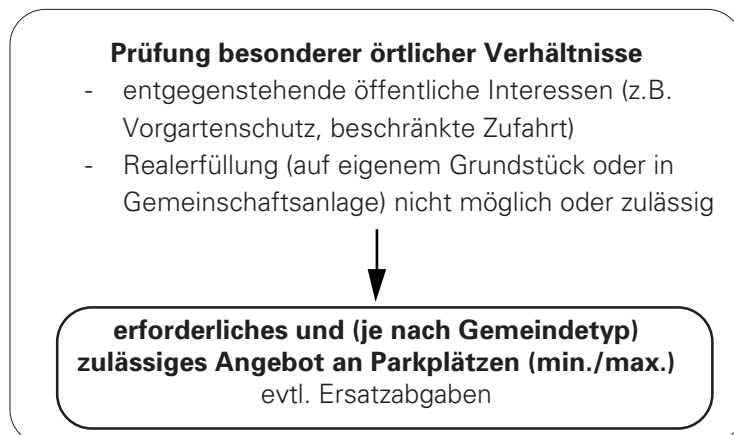 Prüfung besonderer örtlicher Verhältnisse
- entgegenstehende öffentliche Interessen (z.B.
Vorgartenschutz, beschränkte Zufahrt)
- Realerfüllung (auf eigenem Grundstück oder in
Gemeinschaftsanlage) nicht möglich oder zulässig
erforderliches und (je nach Gemeindetyp)
zulässiges Angebot an Parkplätzen (min./max.)
evtl. Ersatzabgaben